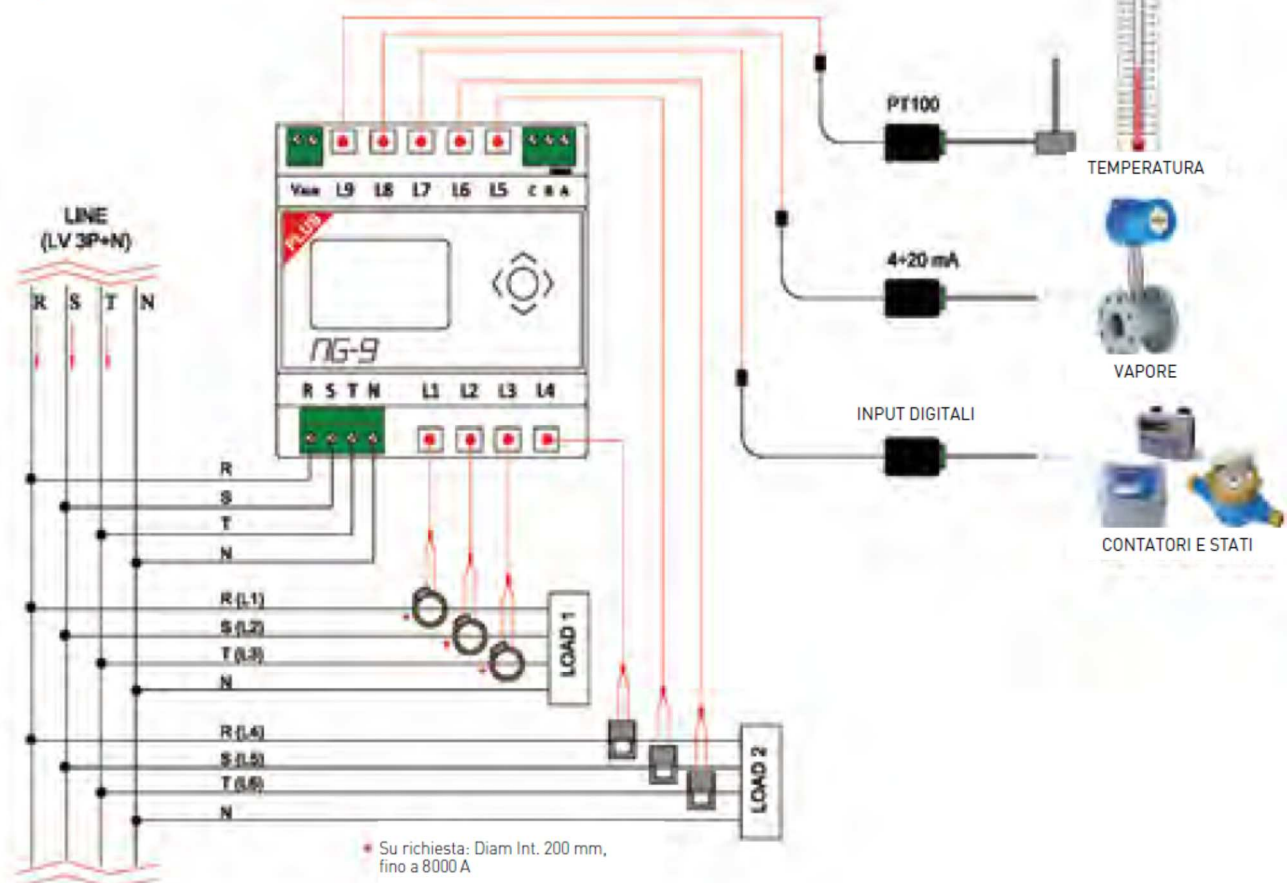 PT100
TEMPERATURA
Vaux L9 L8 L7 L6 L5 C B A
PLUS
LINE
(LV 3P+N)
R S T N
4÷20 mA
VAPORE
NG-9
R S T N L1 L2 L3 L4
INPUT DIGITALI
CONTATORI E STATI
R
S
T
N
R (L1)
S (L2)
T (L3)
N
LOAD 1
R (L4)
S (L5)
T (L6)
N
LOAD 2
* Su richiesta: Diam Int. 200 mm,
fino a 8000 A